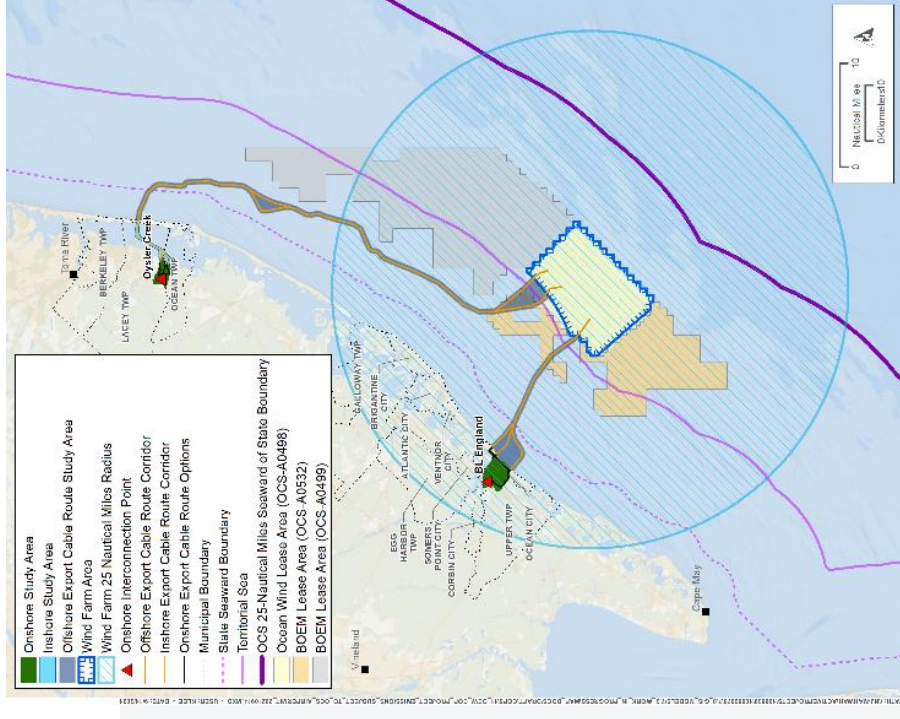 Onshore Study Area
Inshore Study Area
Offshore Export Cable Route Study Area
Wind Farm Area
Wind Farm 25 Nautical Miles Radius
Onshore Interconnection Point
Offshore Export Cable Route Corridor
Inshore Export Cable Route Corridor
Onshore Export Cable Route Options
Municipal Boundary
State Seaward Boundary
Territorial Sea
OCS 25-Nautical Miles Seaward of State Boundary
Ocean Wind Lease Area (OCS-A0498)
BOEM Lease Area (OCS-A0532)
BOEM Lease Area (OCS-A0499)
Toms River
BERKELEY TWP
LACEY TWP
Oyster Creek
OCEAN TWP
GALLOWAY TWP
BRIGANTINE
CITY
ATLANTIC CITY
VENTNOR
CITY
EGG
HARBOR
TWP
SOMERS
POINT CITY
CORBIN CITY
BL England
UPPER TWP
OCEAN CITY
Vineland
Cape May
0 Nautical Miles 10
0 Kilometers 10